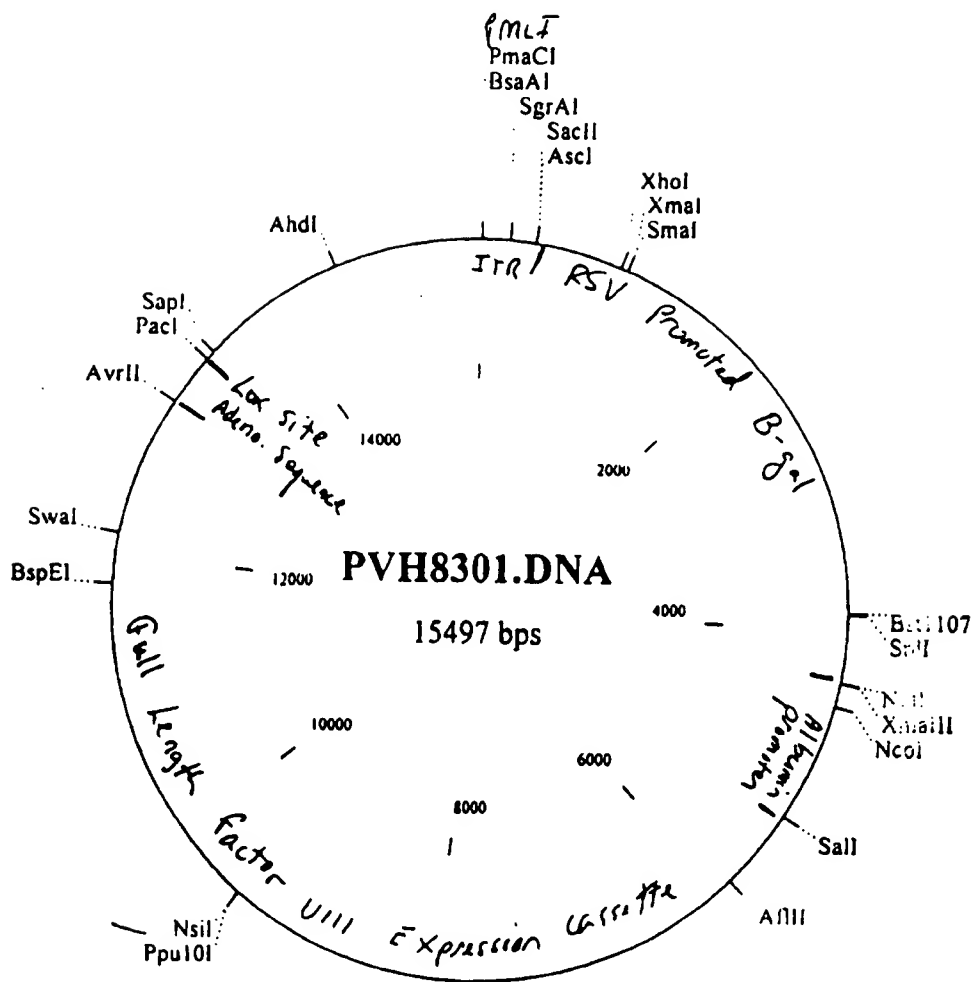 PmlI
PmaCI
BsaAI
SgrAI
SacII
AscI
XhoI
XmaI
SmaI
AhdI
SapI
PacI
AvrII
SwaI
BspEI
ITR
RSV Promoted B-gal
Lox site
Adeno. Sequence
14000
2000
12000
PVH8301.DNA
15497 bps
4000
10000
6000
8000
XmaIII
NcoI
Albumin
promoter
SalI
AflII
Full Length Factor VIII Expression cassette
NsiI
Ppu10I